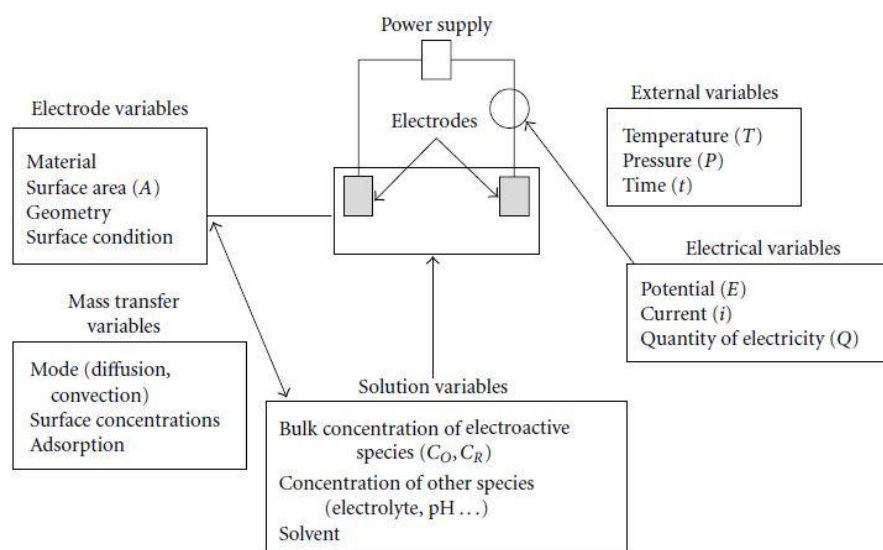 Power supply
Electrodes
Electrode variables
Material
Surface area (A)
Geometry
Surface condition
External variables
Temperature (T)
Pressure (P)
Time (t)
Electrical variables
Potential (E)
Current (i)
Quantity of electricity (Q)
Mass transfer
variables
Mode (diffusion,
convection)
Surface concentrations
Adsorption
Solution variables
Bulk concentration of electroactive
species (C_O, C_R)
Concentration of other species
(electrolyte, pH ...)
Solvent